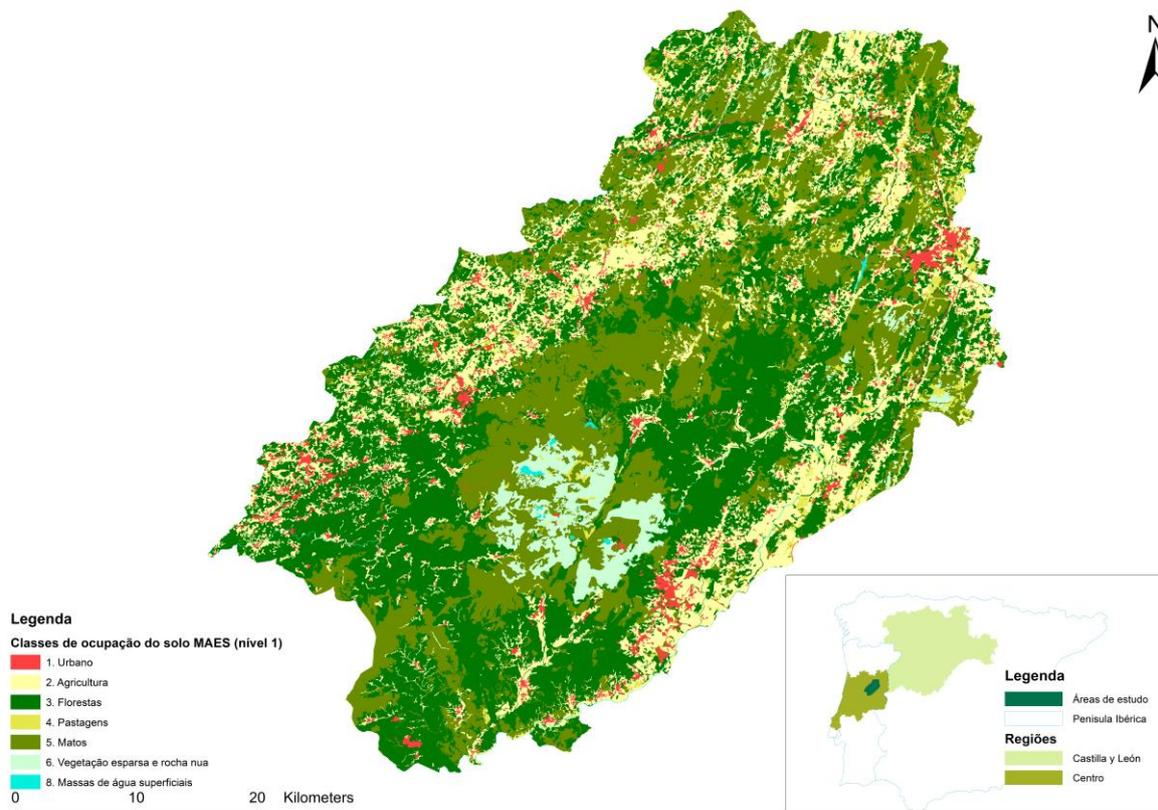 N
Legenda
Classes de ocupação do solo MAES (nível 1)
1. Urbano
2. Agricultura
3. Florestas
4. Pastagens
5. Matos
6. Vegetação esparsa e rocha nua
8. Massas de água superficiais
0 10 20 Kilometers
Legenda
Áreas de estudo
Peninsula Ibérica
Regiões
Castilla y León
Centro